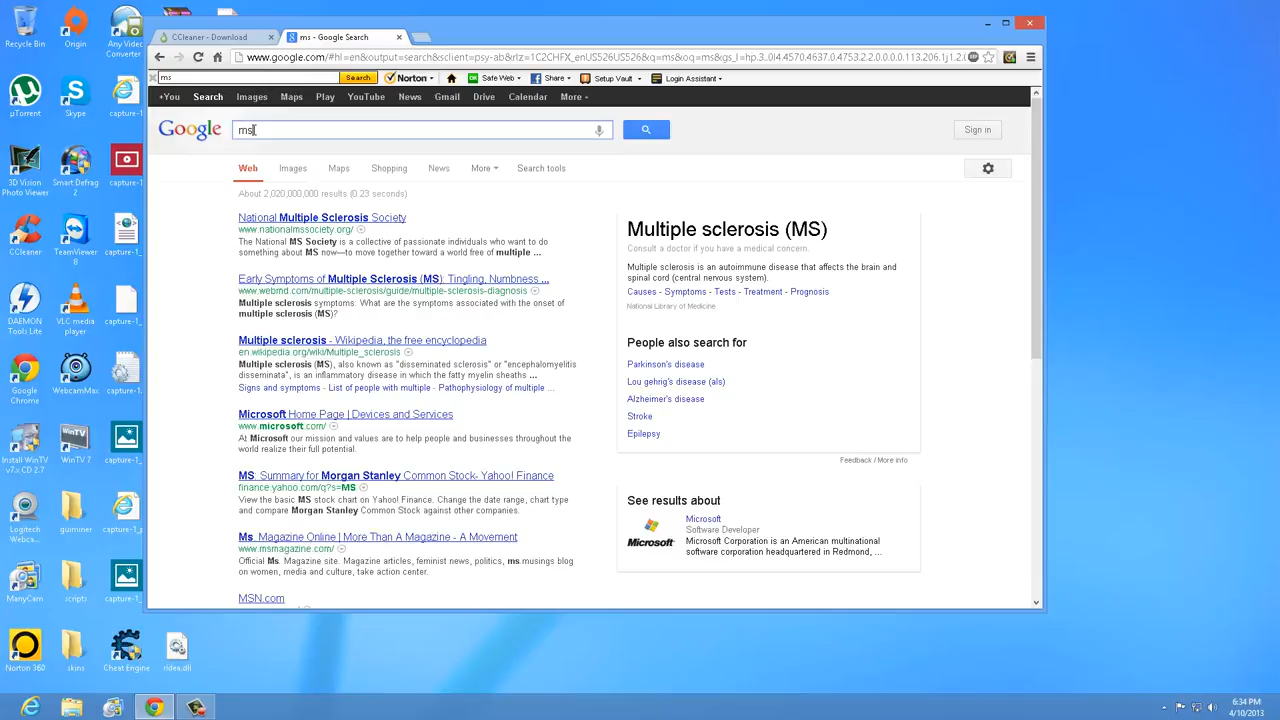 CCleaner - Download
ms - Google Search
www.google.com/#hl=en&output=search&sclient=psy-ab&rlz=1C2CHFX_enUS526US526&q=ms&oq=ms&gs_l=hp.3..0l4.4570.4637.0.4753.2.2.0.0.0.0.113.206.1j1.2.0
ms
Search
Norton
Safe Web
Share
Setup Vault
Login Assistant
+You Search Images Maps Play YouTube News Gmail Drive Calendar More
Google
ms
Sign in
Web Images Maps Shopping News More Search tools
About 2,020,000,000 results (0.23 seconds)
National Multiple Sclerosis Society
www.nationalmssociety.org/
The National MS Society is a collective of passionate individuals who want to do
something about MS now—to move together toward a world free of multiple ...
Early Symptoms of Multiple Sclerosis (MS): Tingling, Numbness ...
www.webmd.com/multiple-sclerosis/guide/multiple-sclerosis-diagnosis
Multiple sclerosis symptoms: What are the symptoms associated with the onset of
multiple sclerosis (MS)?
Multiple sclerosis - Wikipedia, the free encyclopedia
en.wikipedia.org/wiki/Multiple_sclerosis
Multiple sclerosis (MS), also known as "disseminated sclerosis" or "encephalomyelitis
disseminata", is an inflammatory disease in which the fatty myelin sheaths ...
Signs and symptoms - List of people with multiple - Pathophysiology of multiple ...
Microsoft Home Page | Devices and Services
www.microsoft.com/
At Microsoft our mission and values are to help people and businesses throughout the
world realize their full potential.
MS: Summary for Morgan Stanley Common Stock- Yahoo! Finance
finance.yahoo.com/q?s=MS
View the basic MS stock chart on Yahoo! Finance. Change the date range, chart type
and compare Morgan Stanley Common Stock against other companies.
Ms. Magazine Online | More Than A Magazine - A Movement
www.msmagazine.com/
Official Ms. Magazine site. Magazine articles, feminist news, politics, ms.musings blog
on women, media and culture, take action center.
MSN.com
Multiple sclerosis (MS)
Consult a doctor if you have a medical concern.
Multiple sclerosis is an autoimmune disease that affects the brain and
spinal cord (central nervous system).
Causes - Symptoms - Tests - Treatment - Prognosis
National Library of Medicine
People also search for
Parkinson's disease
Lou gehrig's disease (als)
Alzheimer's disease
Stroke
Epilepsy
Feedback / More info
See results about
Microsoft
Microsoft
Software Developer
Microsoft Corporation is an American multinational
software corporation headquartered in Redmond, ...
Recycle Bin
Origin
Any Video
Converter
µTorrent
Skype
capture-1_
3D Vision
Photo Viewer
Smart Defrag
2
capture-1_
CCleaner
TeamViewer
8
capture-1_
DAEMON
Tools Lite
VLC media
player
capture-1_
Google
Chrome
WebcamMax
capture-1_
Install WinTV
v7.x CD 2.7
WinTV
WinTV 7
capture-1_
Logitech
Webca...
guiminer
capture-1_p
ManyCam
scripts
capture-1_
Norton 360
skins
Cheat Engine
rldea.dll
6:34 PM
4/10/2013